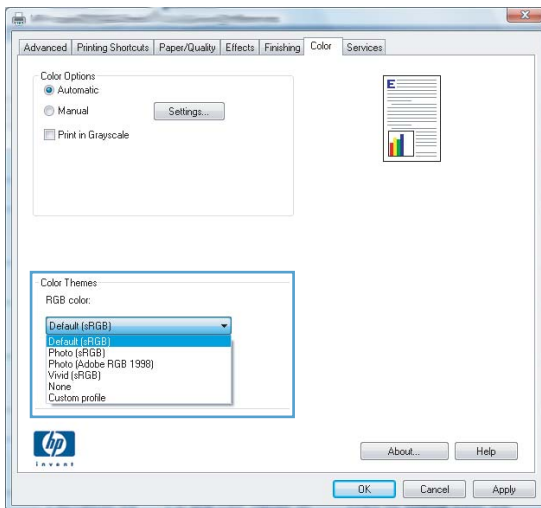 Advanced Printing Shortcuts Paper/Quality Effects Finishing Color Services
Color Options
Automatic
Manual Settings...
Print in Grayscale
E
Color Themes
RGB color:
Default (sRGB)
Default (sRGB)
Photo (sRGB)
Photo (Adobe RGB 1998)
Vivid (sRGB)
None
Custom profile
hp
invent
About... Help
OK Cancel Apply